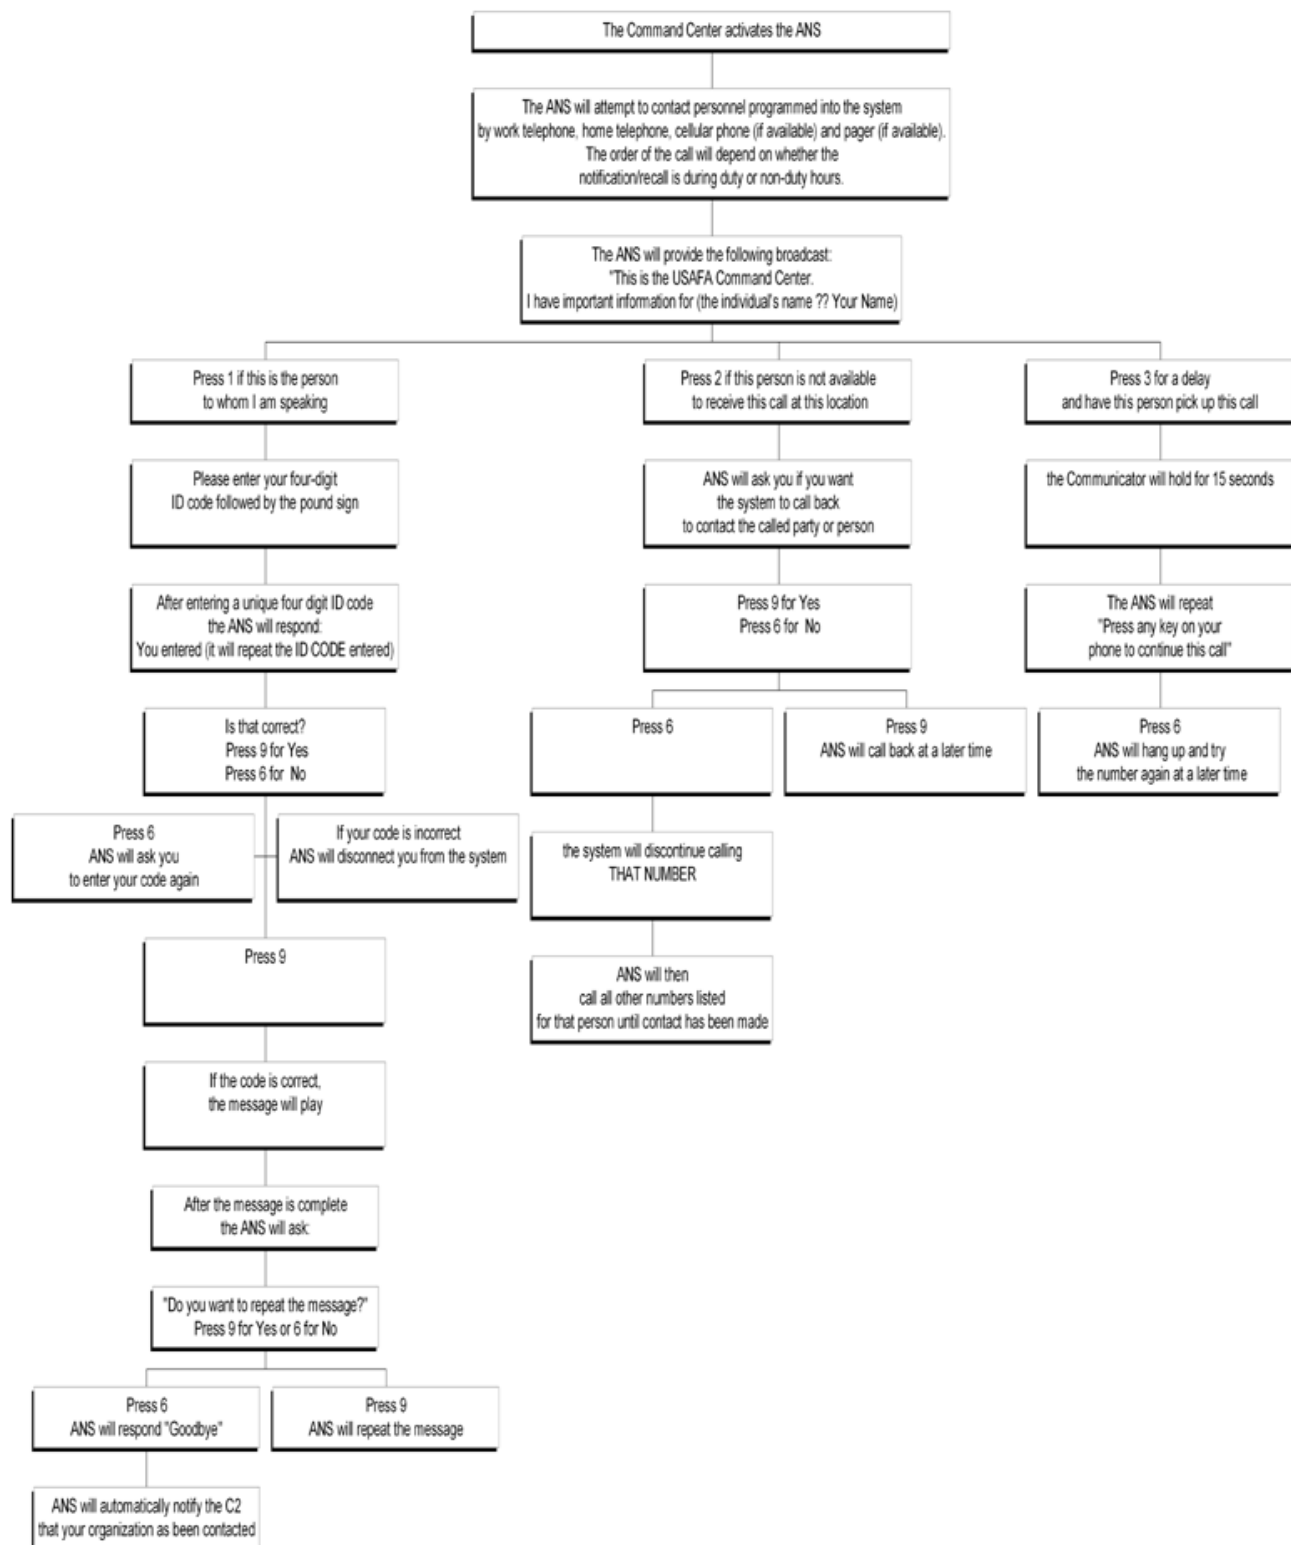 The Command Center activates the ANS
The ANS will attempt to contact personnel programmed into the system
by work telephone, home telephone, cellular phone (if available) and pager (if available).
The order of the call will depend on whether the
notification/recall is during duty or non-duty hours.
The ANS will provide the following broadcast:
"This is the USAFA Command Center.
I have important information for (the individual's name ?? Your Name)
Press 1 if this is the person
to whom I am speaking
Press 2 if this person is not available
to receive this call at this location
Press 3 for a delay
and have this person pick up this call
Please enter your four-digit
ID code followed by the pound sign
ANS will ask you if you want
the system to call back
to contact the called party or person
the Communicator will hold for 15 seconds
After entering a unique four digit ID code
the ANS will respond:
You entered (it will repeat the ID CODE entered)
Press 9 for Yes
Press 6 for No
The ANS will repeat
"Press any key on your
phone to continue this call"
Is that correct?
Press 9 for Yes
Press 6 for No
Press 6
Press 9
ANS will call back at a later time
Press 6
ANS will hang up and try
the number again at a later time
Press 6
ANS will ask you
to enter your code again
If your code is incorrect
ANS will disconnect you from the system
the system will discontinue calling
THAT NUMBER
Press 9
ANS will then
call all other numbers listed
for that person until contact has been made
If the code is correct,
the message will play
After the message is complete
the ANS will ask:
"Do you want to repeat the message?"
Press 9 for Yes or 6 for No
Press 6
ANS will respond "Goodbye"
Press 9
ANS will repeat the message
ANS will automatically notify the C2
that your organization as been contacted